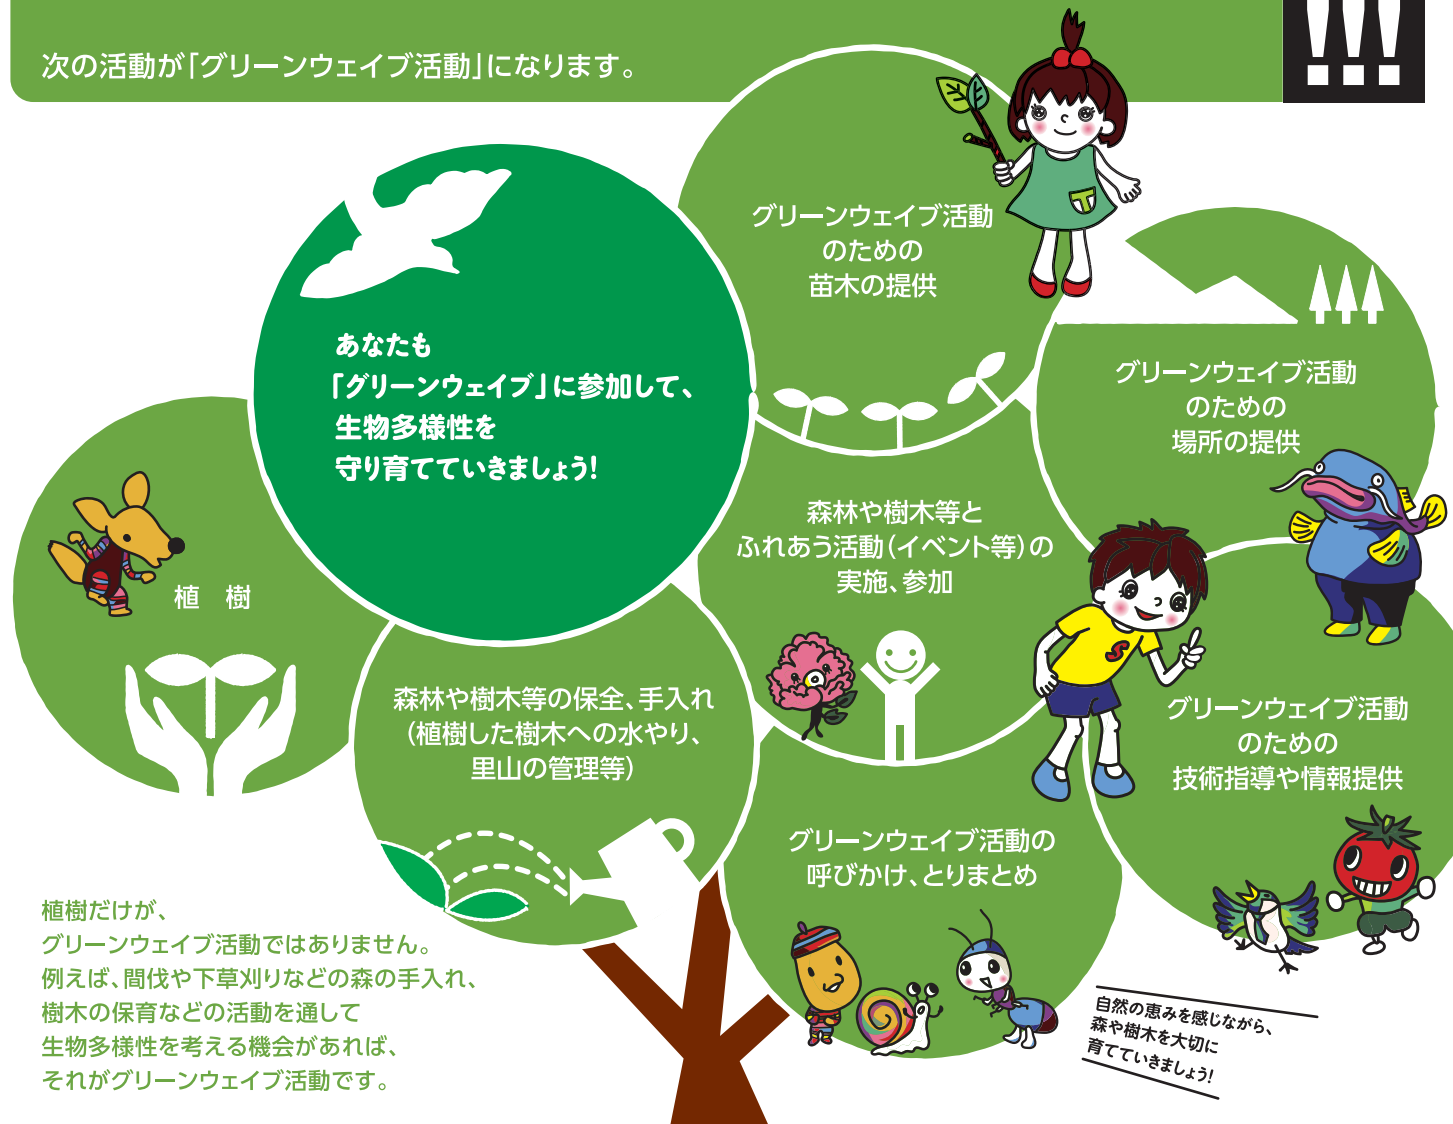 次の活動が「グリーンウェイブ活動」になります。
!!!
グリーンウェイブ活動
のための
苗木の提供
あなたも
「グリーンウェイブ」に参加して、
生物多様性を
守り育てていきましょう!
グリーンウェイブ活動
のための
場所の提供
植 樹
森林や樹木等と
ふれあう活動(イベント等)の
実施、参加
S
森林や樹木等の保全、手入れ
(植樹した樹木への水やり、
里山の管理等)
グリーンウェイブ活動
のための
技術指導や情報提供
グリーンウェイブ活動の
呼びかけ、とりまとめ
植樹だけが、
グリーンウェイブ活動ではありません。
例えば、間伐や下草刈りなどの森の手入れ、
樹木の保育などの活動を通して
生物多様性を考える機会があれば、
それがグリーンウェイブ活動です。
自然の恵みを感じながら、
森や樹木を大切に
育てていきましょう!